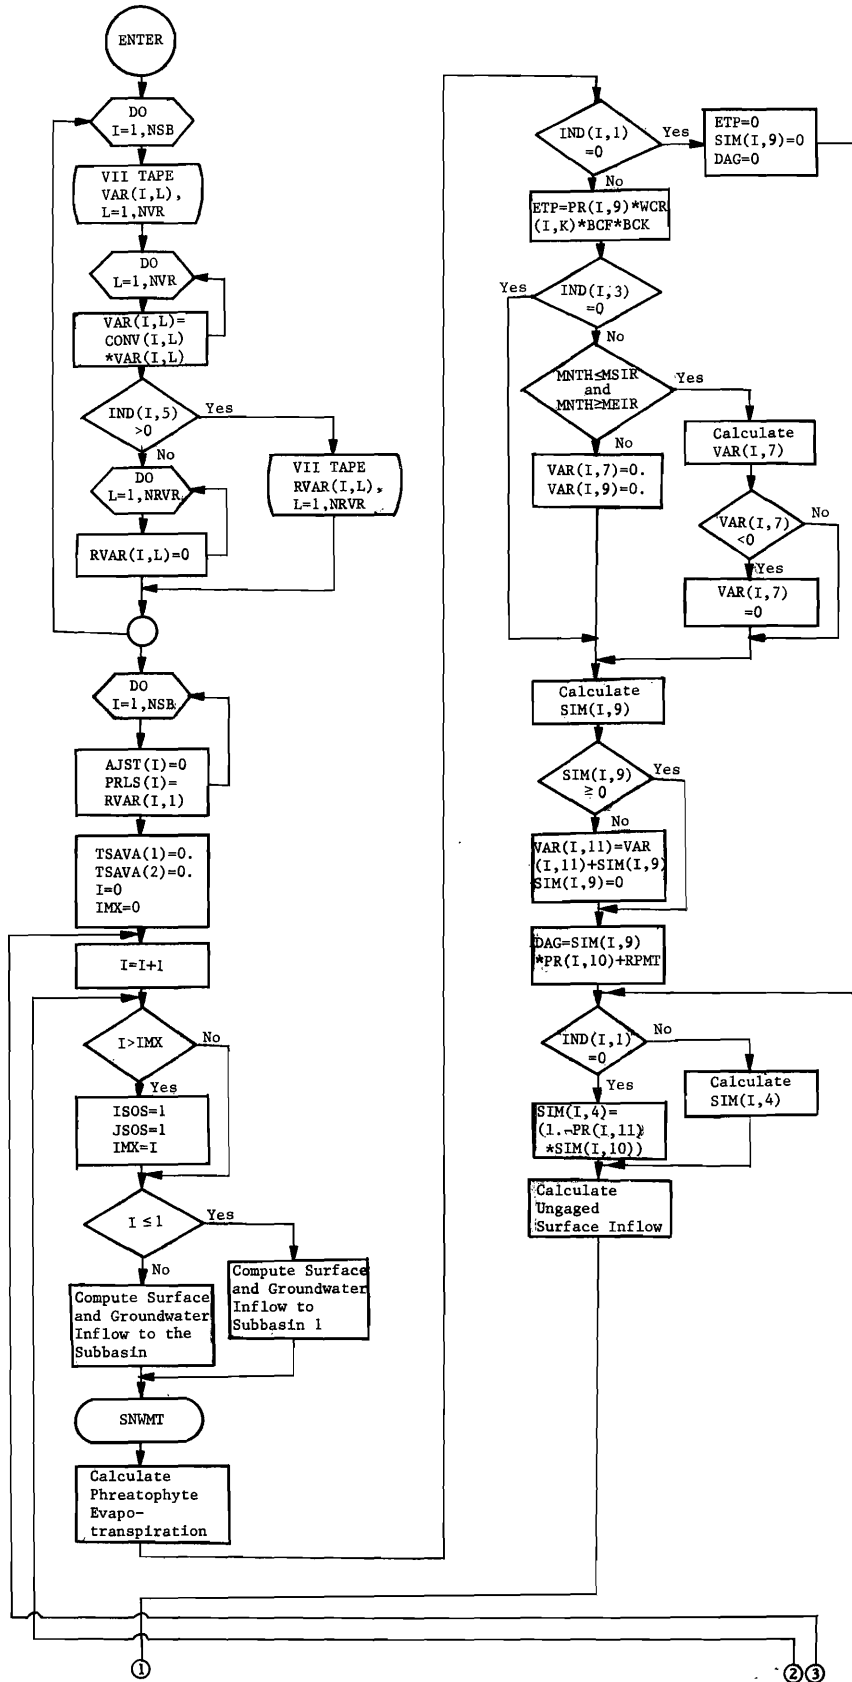 ENTER
DO
I=1,NSB
VII TAPE
VAR(I,L),
L=1,NVR
DO
L=1,NVR
VAR(I,L)=
CONV(I,L)
*VAR(I,L)
IND(I,5)
>0
Yes
No
DO
L=1,NRVR
VII TAPE
RVAR(I,L),
L=1,NRVR
RVAR(I,L)=0
DO
I=1,NSB
AJST(I)=0
PRLS(I)=
RVAR(I,1)
TSAVA(1)=0.
TSAVA(2)=0.
I=0
IMX=0
I=I+1
I>IMX
No
Yes
ISOS=1
JSOS=1
IMX=I
I ≤ 1
Yes
No
Compute Surface
and Groundwater
Inflow to the
Subbasin
Compute Surface
and Groundwater
Inflow to
Subbasin 1
SNWMT
Calculate
Phreatophyte
Evapo-
transpiration
IND(I,1)
=0
Yes
No
ETP=0
SIM(I,9)=0
DAG=0
ETP=PR(I,9)*WCR
(I,K)*BCF*BCK
IND(I,3)
=0
Yes
No
MNTH≤MSIR
and
MNTH≥MEIR
Yes
No
VAR(I,7)=0.
VAR(I,9)=0.
Calculate
VAR(I,7)
VAR(I,7)
<0
No
Yes
VAR(I,7)
=0
Calculate
SIM(I,9)
SIM(I,9)
≥ 0
Yes
No
VAR(I,11)=VAR
(I,11)+SIM(I,9)
SIM(I,9)=0
DAG=SIM(I,9)
*PR(I,10)+RPMT
IND(I,1)
=0
No
Yes
SIM(I,4)=
(1.-PR(I,11)
*SIM(I,10))
Calculate
SIM(I,4)
Calculate
Ungaged
Surface Inflow
1
2 3